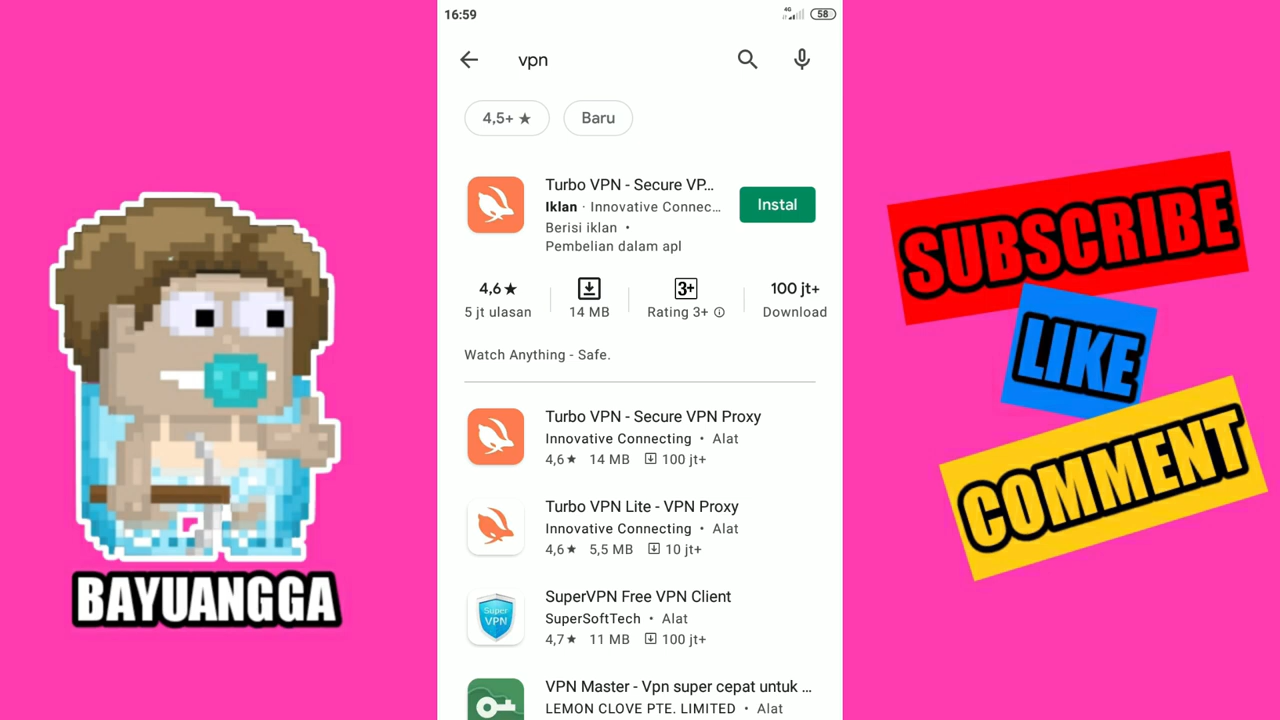 16:59
4G
58
vpn
4,5+ ★
Baru
Turbo VPN - Secure VP...
Iklan · Innovative Connec...
Instal
Berisi iklan •
Pembelian dalam apl
4,6★
5 jt ulasan
14 MB
3+
Rating 3+
100 jt+
Download
Watch Anything - Safe.
Turbo VPN - Secure VPN Proxy
Innovative Connecting • Alat
4,6★ 14 MB 100 jt+
Turbo VPN Lite - VPN Proxy
Innovative Connecting • Alat
4,6★ 5,5 MB 10 jt+
Super
VPN
SuperVPN Free VPN Client
SuperSoftTech • Alat
4,7★ 11 MB 100 jt+
VPN Master - Vpn super cepat untuk ...
LEMON CLOVE PTE. LIMITED • Alat
BAYUANGGA
SUBSCRIBE
LIKE
COMMENT